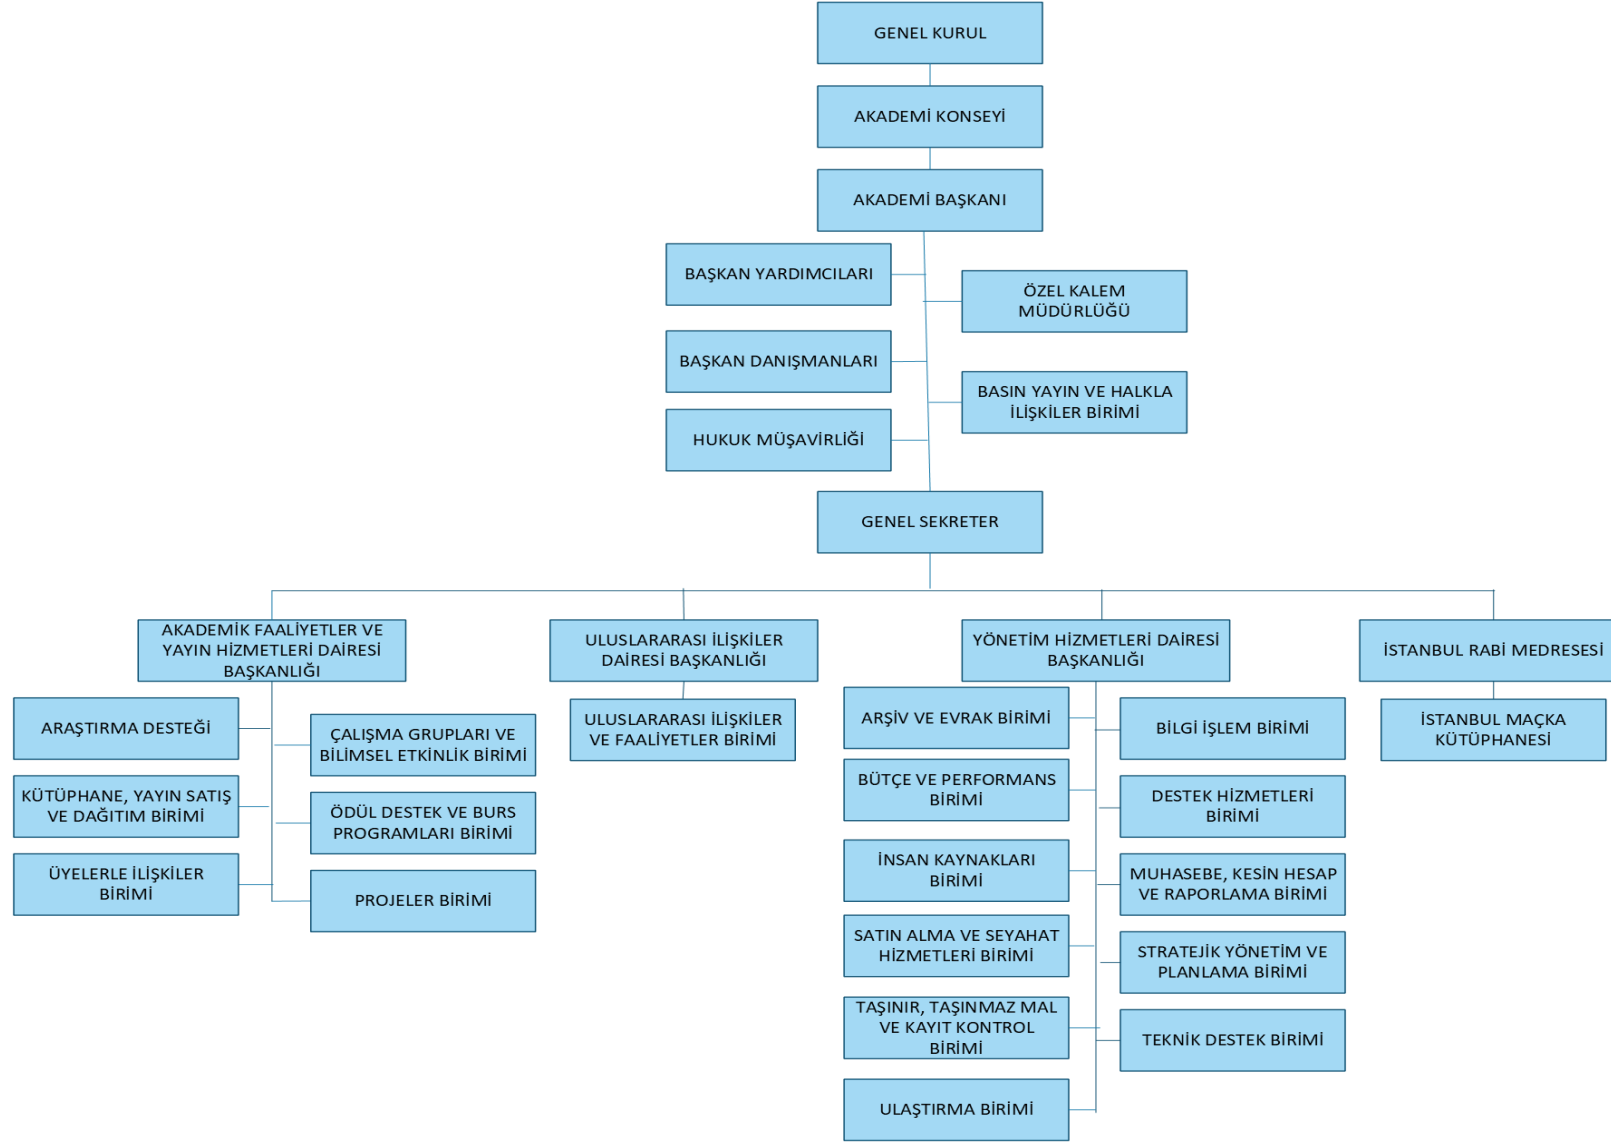 GENEL KURUL
AKADEMİ KONSEYİ
AKADEMİ BAŞKANI
BAŞKAN YARDIMCILARI
ÖZEL KALEM
MÜDÜRLÜĞÜ
BAŞKAN DANIŞMANLARI
BASIN YAYIN VE HALKLA
İLİŞKİLER BİRİMİ
HUKUK MÜŞAVİRLİĞİ
GENEL SEKRETER
AKADEMİK FAALİYETLER VE
YAYIN HİZMETLERİ DAİRESİ
BAŞKANLIĞI
ARAŞTIRMA DESTEĞİ
ÇALIŞMA GRUPLARI VE
BİLİMSEL ETKİNLİK BİRİMİ
KÜTÜPHANE, YAYIN SATIŞ
VE DAĞITIM BİRİMİ
ÖDÜL DESTEK VE BURS
PROGRAMLARI BİRİMİ
ÜYELERLE İLİŞKİLER
BİRİMİ
PROJELER BİRİMİ
ULUSLARARASI İLİŞKİLER
DAİRESİ BAŞKANLIĞI
ULUSLARARASI İLİŞKİLER
VE FAALİYETLER BİRİMİ
YÖNETİM HİZMETLERİ DAİRESİ
BAŞKANLIĞI
ARŞİV VE EVRAK BİRİMİ
BİLGİ İŞLEM BİRİMİ
BÜTÇE VE PERFORMANS
BİRİMİ
DESTEK HİZMETLERİ
BİRİMİ
İNSAN KAYNAKLARI
BİRİMİ
MUHASEBE, KESİN HESAP
VE RAPORLAMA BİRİMİ
SATIN ALMA VE SEYAHAT
HİZMETLERİ BİRİMİ
STRATEJİK YÖNETİM VE
PLANLAMA BİRİMİ
TAŞINIR, TAŞINMAZ MAL
VE KAYIT KONTROL
BİRİMİ
TEKNİK DESTEK BİRİMİ
ULAŞTIRMA BİRİMİ
İSTANBUL RABİ MEDRESESİ
İSTANBUL MAÇKA
KÜTÜPHANESİ